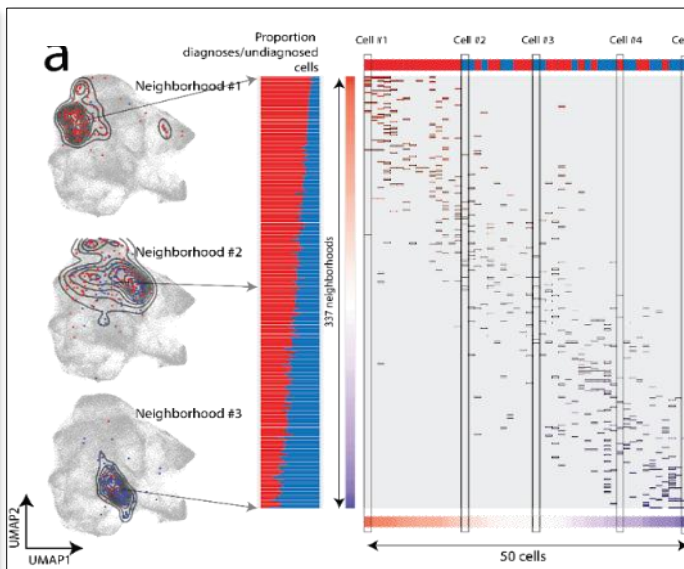 a
Proportion
diagnoses/undiagnosed
cells
Neighborhood #1
Neighborhood #2
Neighborhood #3
UMAP2
UMAP1
337 neighborhoods
Cell #1
Cell #2
Cell #3
Cell #4
50 cells